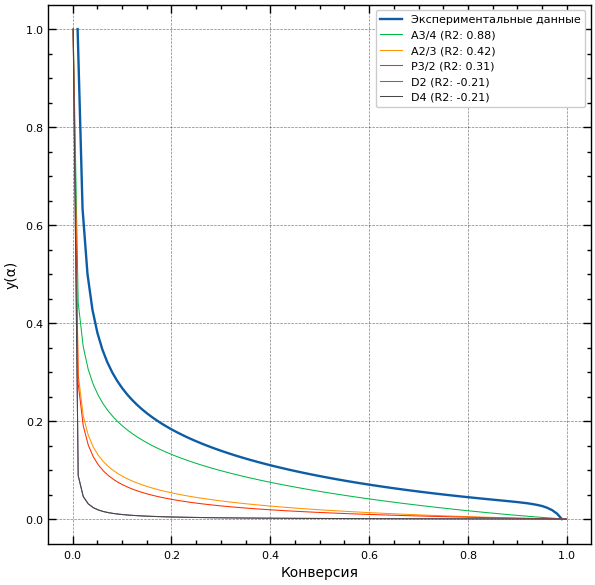 Экспериментальные данные
A3/4 (R2: 0.88)
A2/3 (R2: 0.42)
P3/2 (R2: 0.31)
D2 (R2: -0.21)
D4 (R2: -0.21)
y(α)
1.0
0.8
0.6
0.4
0.2
0.0
0.0 0.2 0.4 0.6 0.8 1.0
Конверсия